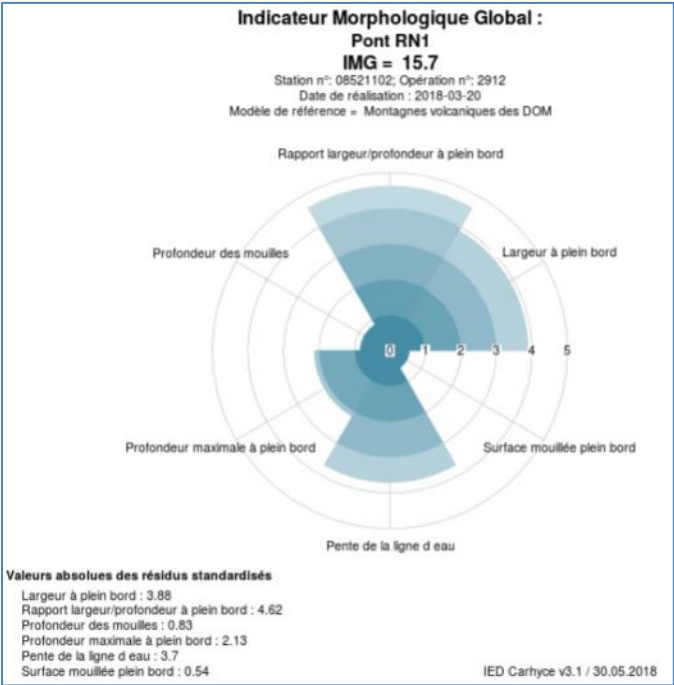 Indicateur Morphologique Global :
Pont RN1
IMG = 15.7
Station n°: 08521102; Opération n°: 2912
Date de réalisation : 2018-03-20
Modèle de référence = Montagnes volcaniques des DOM
Rapport largeur/profondeur à plein bord
Profondeur des mouilles
Largeur à plein bord
0 1 2 3 4 5
Profondeur maximale à plein bord
Surface mouillée plein bord
Pente de la ligne d eau
Valeurs absolues des résidus standardisés
Largeur à plein bord : 3.88
Rapport largeur/profondeur à plein bord : 4.62
Profondeur des mouilles : 0.83
Profondeur maximale à plein bord : 2.13
Pente de la ligne d eau : 3.7
Surface mouillée plein bord : 0.54
IED Carhyce v3.1 / 30.05.2018